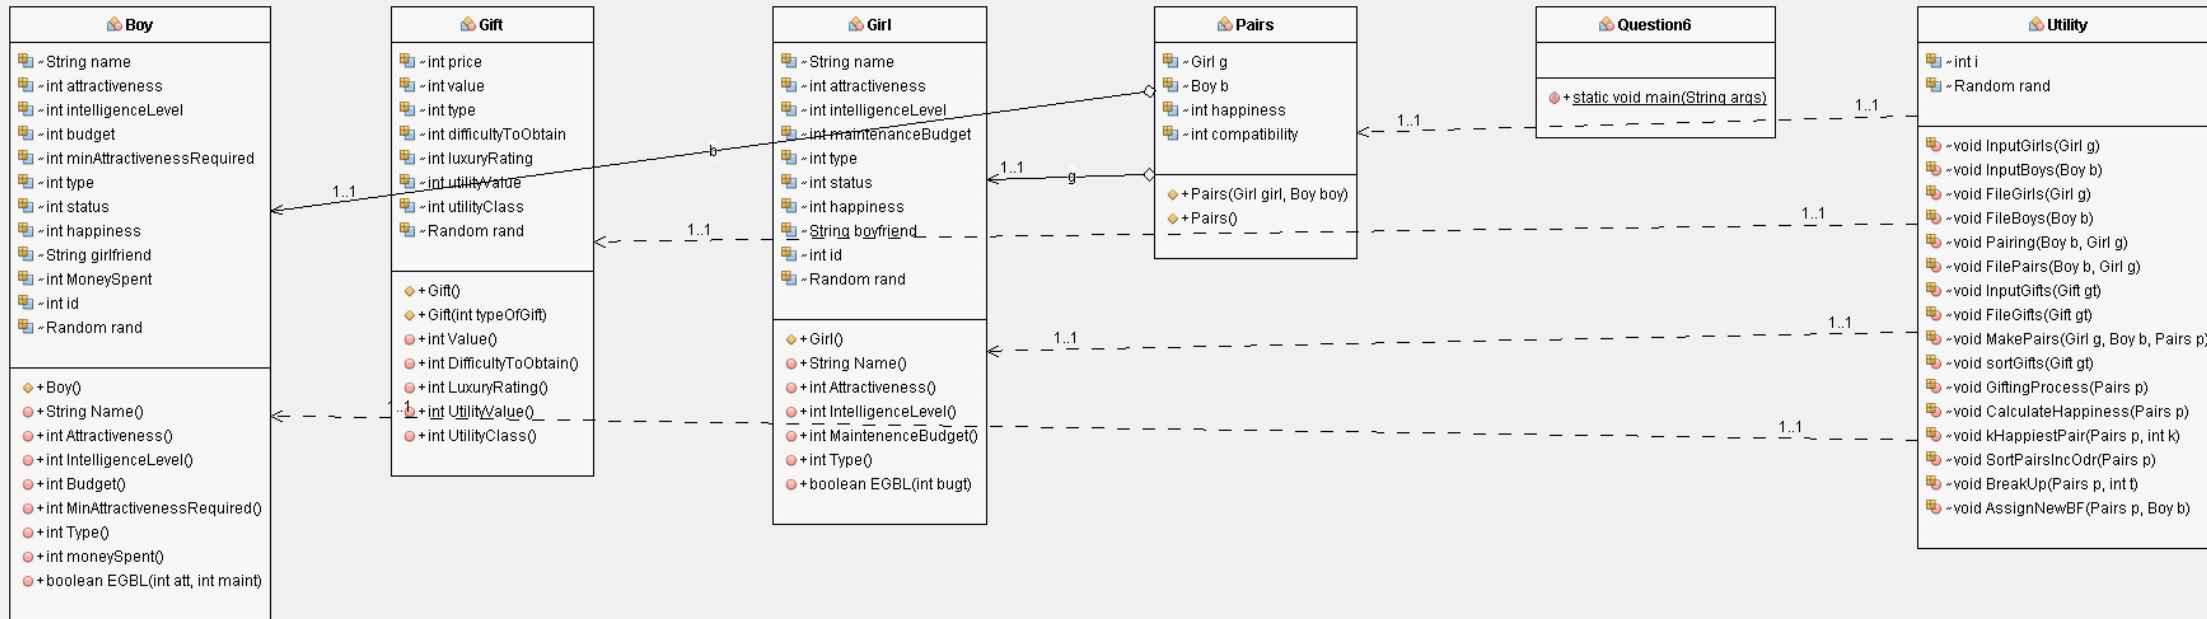 Boy
~String name
~int attractiveness
~int intelligenceLevel
~int budget
~int minAttractivenessRequired
~int type
~int status
~int happiness
~String girlfriend
~int MoneySpent
~int id
~Random rand
+Boy()
+String Name()
+int Attractiveness()
+int IntelligenceLevel()
+int Budget()
+int MinAttractivenessRequired()
+int Type()
+int moneySpent()
+boolean EGBL(int att, int maint)
Gift
~int price
~int value
~int type
~int difficultyToObtain
~int luxuryRating
~int utilityValue
~int utilityClass
~Random rand
+Gift()
+Gift(int typeOfGift)
+int Value()
+int DifficultyToObtain()
+int LuxuryRating()
+int UtilityValue()
+int UtilityClass()
Girl
~String name
~int attractiveness
~int intelligenceLevel
~int maintenanceBudget
~int type
~int status
~int happiness
~String boyfriend
~int id
~Random rand
+Girl()
+String Name()
+int Attractiveness()
+int IntelligenceLevel()
+int MaintenenceBudget()
+int Type()
+boolean EGBL(int bugt)
Pairs
~Girl g
~Boy b
~int happiness
~int compatibility
+Pairs(Girl girl, Boy boy)
+Pairs()
Question6
+static void main(String args)
Utility
~int i
~Random rand
~void InputGirls(Girl g)
~void InputBoys(Boy b)
~void FileGirls(Girl g)
~void FileBoys(Boy b)
~void Pairing(Boy b, Girl g)
~void FilePairs(Boy b, Girl g)
~void InputGifts(Gift gt)
~void FileGifts(Gift gt)
~void MakePairs(Girl g, Boy b, Pairs p)
~void sortGifts(Gift gt)
~void GiftingProcess(Pairs p)
~void CalculateHappiness(Pairs p)
~void kHappiestPair(Pairs p, int k)
~void SortPairsIncOdr(Pairs p)
~void BreakUp(Pairs p, int t)
~void AssignNewBF(Pairs p, Boy b)
1..1
b
1..1
g
1..1
1..1
1..1
1..1
1..1
1..1
1..1
1..1